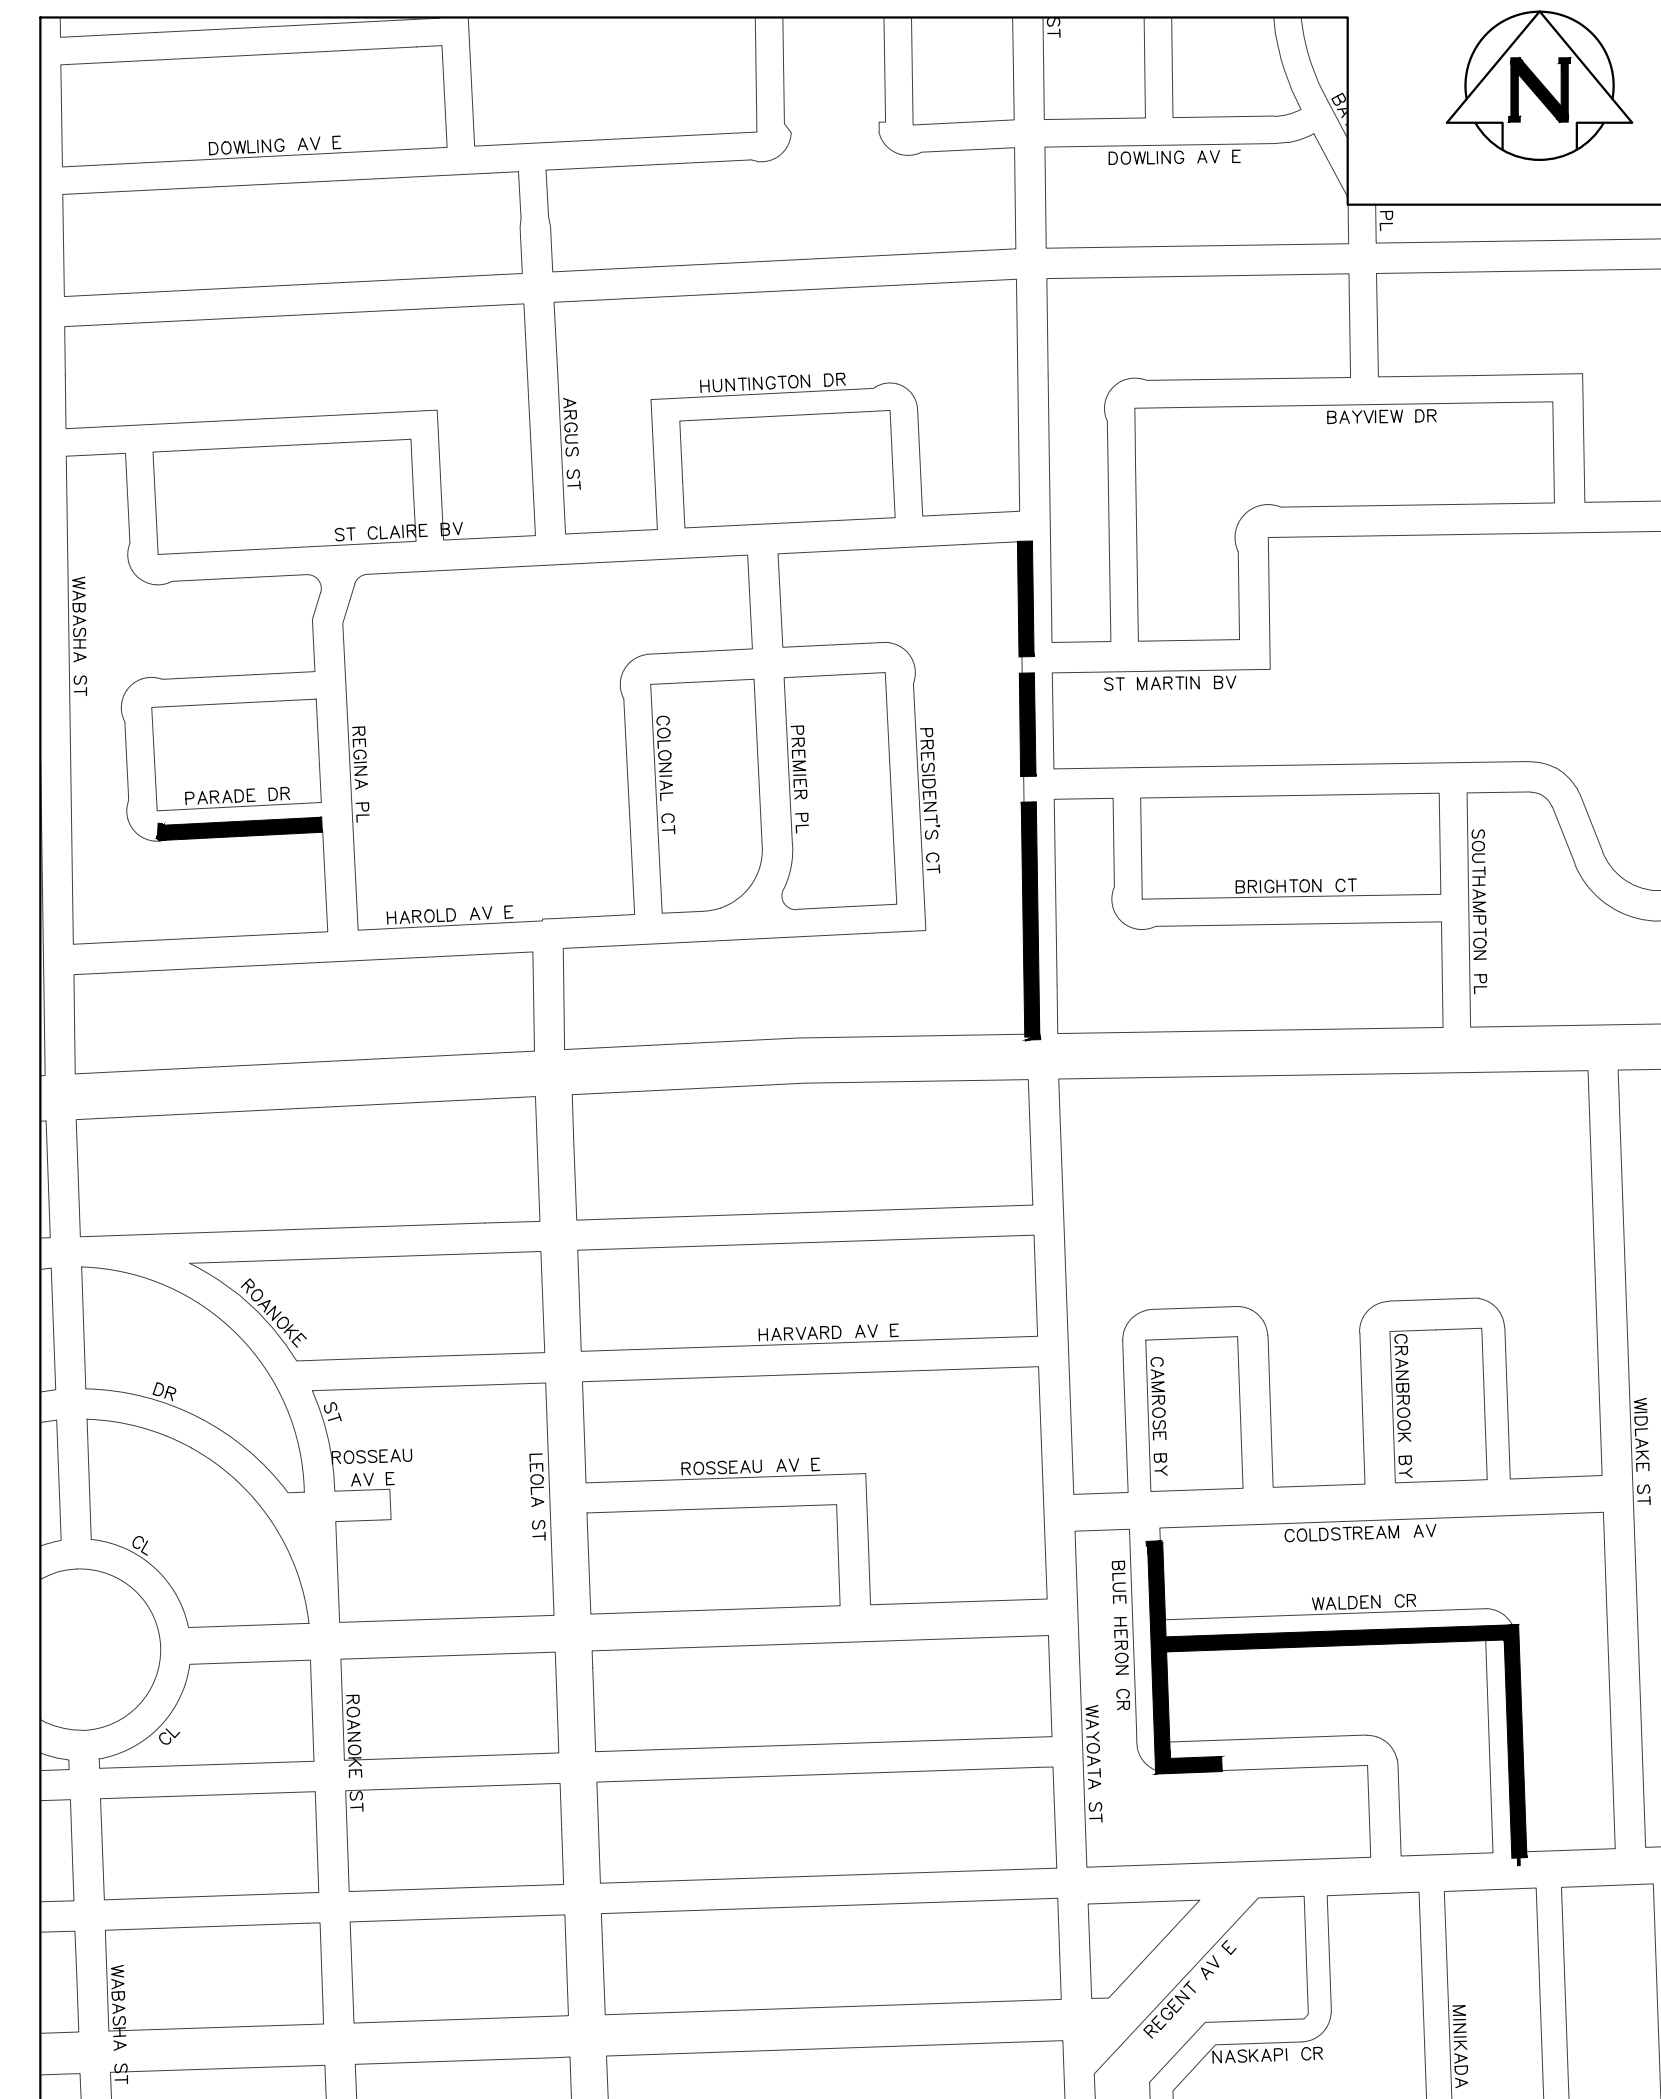 ST
N
BA
DOWLING AV E
DOWLING AV E
PL
HUNTINGTON DR
ARGUS ST
BAYVIEW DR
ST CLAIRE BV
WABASHA ST
ST MARTIN BV
REGINA PL
COLONIAL CT
PREMIER PL
PRESIDENT'S CT
PARADE DR
SOUTHAMPTON PL
BRIGHTON CT
HAROLD AV E
ROANOKE
HARVARD AV E
CAMROSE BY
CRANBROOK BY
DR
ST
WIDLAKE ST
ROSSEAU
AV E
LEOLA ST
ROSSEAU AV E
COLDSTREAM AV
CL
BLUE HERON CR
WALDEN CR
ROANOKE ST
WAYOATA ST
CL
REGENT AV E
WABASHA ST
MINIKADA
NASKAPI CR